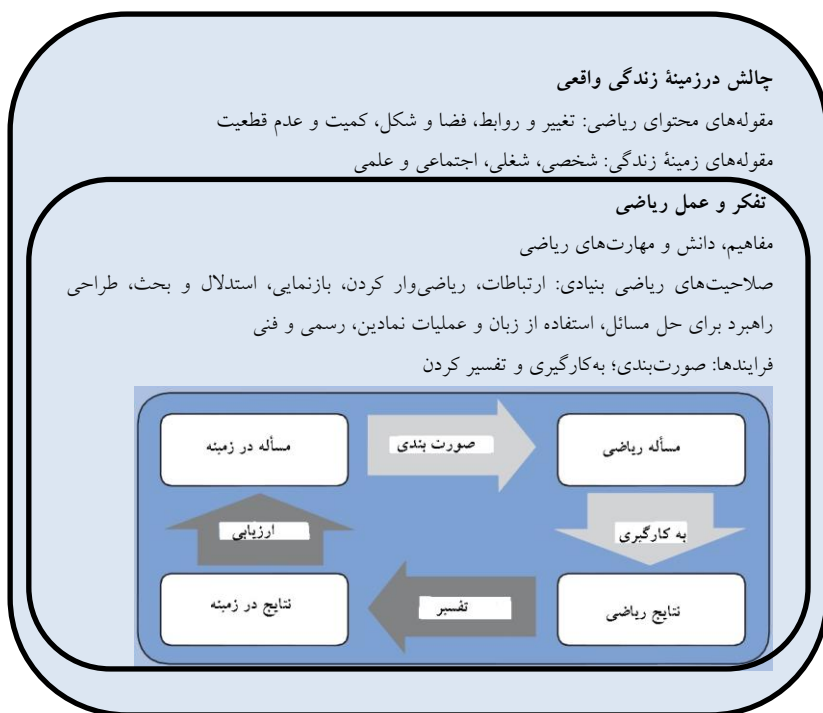 چالش درزمینۀ زندگی واقعی
مقوله‌های محتوای ریاضی: تغییر و روابط، فضا و شکل، کمیت و عدم قطعیت
مقوله‌های زمینۀ زندگی: شخصی، شغلی، اجتماعی و علمی
تفکر و عمل ریاضی
مفاهیم، دانش و مهارت‌های ریاضی
صلاحیت‌های ریاضی بنیادی: ارتباطات، ریاضی‌وار کردن، بازنمایی، استدلال و بحث، طراحی
راهبرد برای حل مسائل، استفاده از زبان و عملیات نمادین، رسمی و فنی
فرایندها: صورت‌بندی؛ به‌کارگیری و تفسیر کردن
مسأله ریاضی
صورت بندی
مسأله در زمینه
به کارگیری
ارزیابی
نتایج ریاضی
تفسیر
نتایج در زمینه